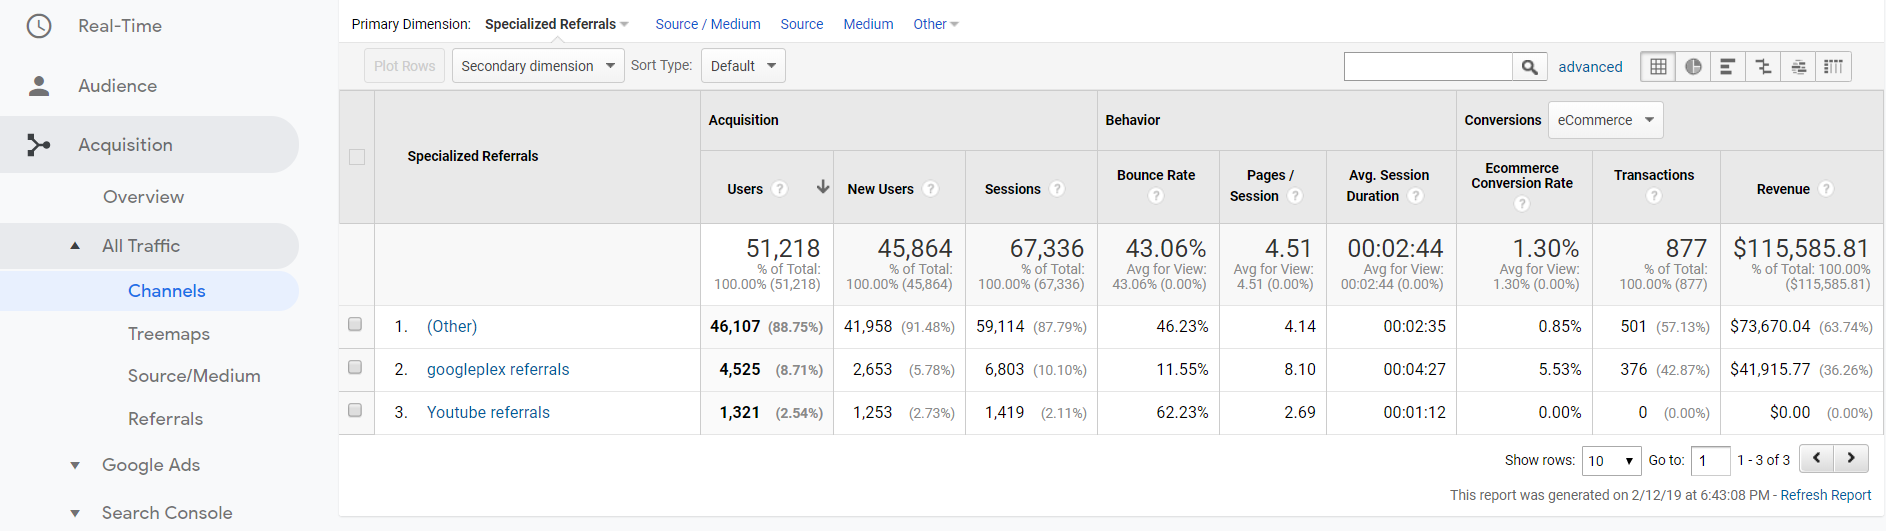 Real-Time
Audience
Acquisition
Overview
All Traffic
Channels
Treemaps
Source/Medium
Referrals
Google Ads
Search Console
Primary Dimension: Specialized Referrals Source / Medium Source Medium Other
Plot Rows Secondary dimension Sort Type: Default advanced
Specialized Referrals
Acquisition Behavior Conversions eCommerce
Users ? New Users ? Sessions ?
Bounce Rate
?
Pages /
Session ?
Avg. Session
Duration ?
Ecommerce
Conversion Rate
?
Transactions
?
Revenue ?
51,218
% of Total:
100.00% (51,218)
45,864
% of Total:
100.00% (45,864)
67,336
% of Total:
100.00% (67,336)
43.06%
Avg for View:
43.06% (0.00%)
4.51
Avg for View:
4.51 (0.00%)
00:02:44
Avg for View:
00:02:44 (0.00%)
1.30%
Avg for View:
1.30% (0.00%)
877
% of Total:
100.00% (877)
$115,585.81
% of Total: 100.00%
($115,585.81)
1. (Other) 46,107 (88.75%) 41,958 (91.48%) 59,114 (87.79%) 46.23% 4.14 00:02:35 0.85% 501 (57.13%) $73,670.04 (63.74%)
2. googleplex referrals 4,525 (8.71%) 2,653 (5.78%) 6,803 (10.10%) 11.55% 8.10 00:04:27 5.53% 376 (42.87%) $41,915.77 (36.26%)
3. Youtube referrals 1,321 (2.54%) 1,253 (2.73%) 1,419 (2.11%) 62.23% 2.69 00:01:12 0.00% 0 (0.00%) $0.00 (0.00%)
Show rows: 10 Go to: 1 1 - 3 of 3
This report was generated on 2/12/19 at 6:43:08 PM - Refresh Report